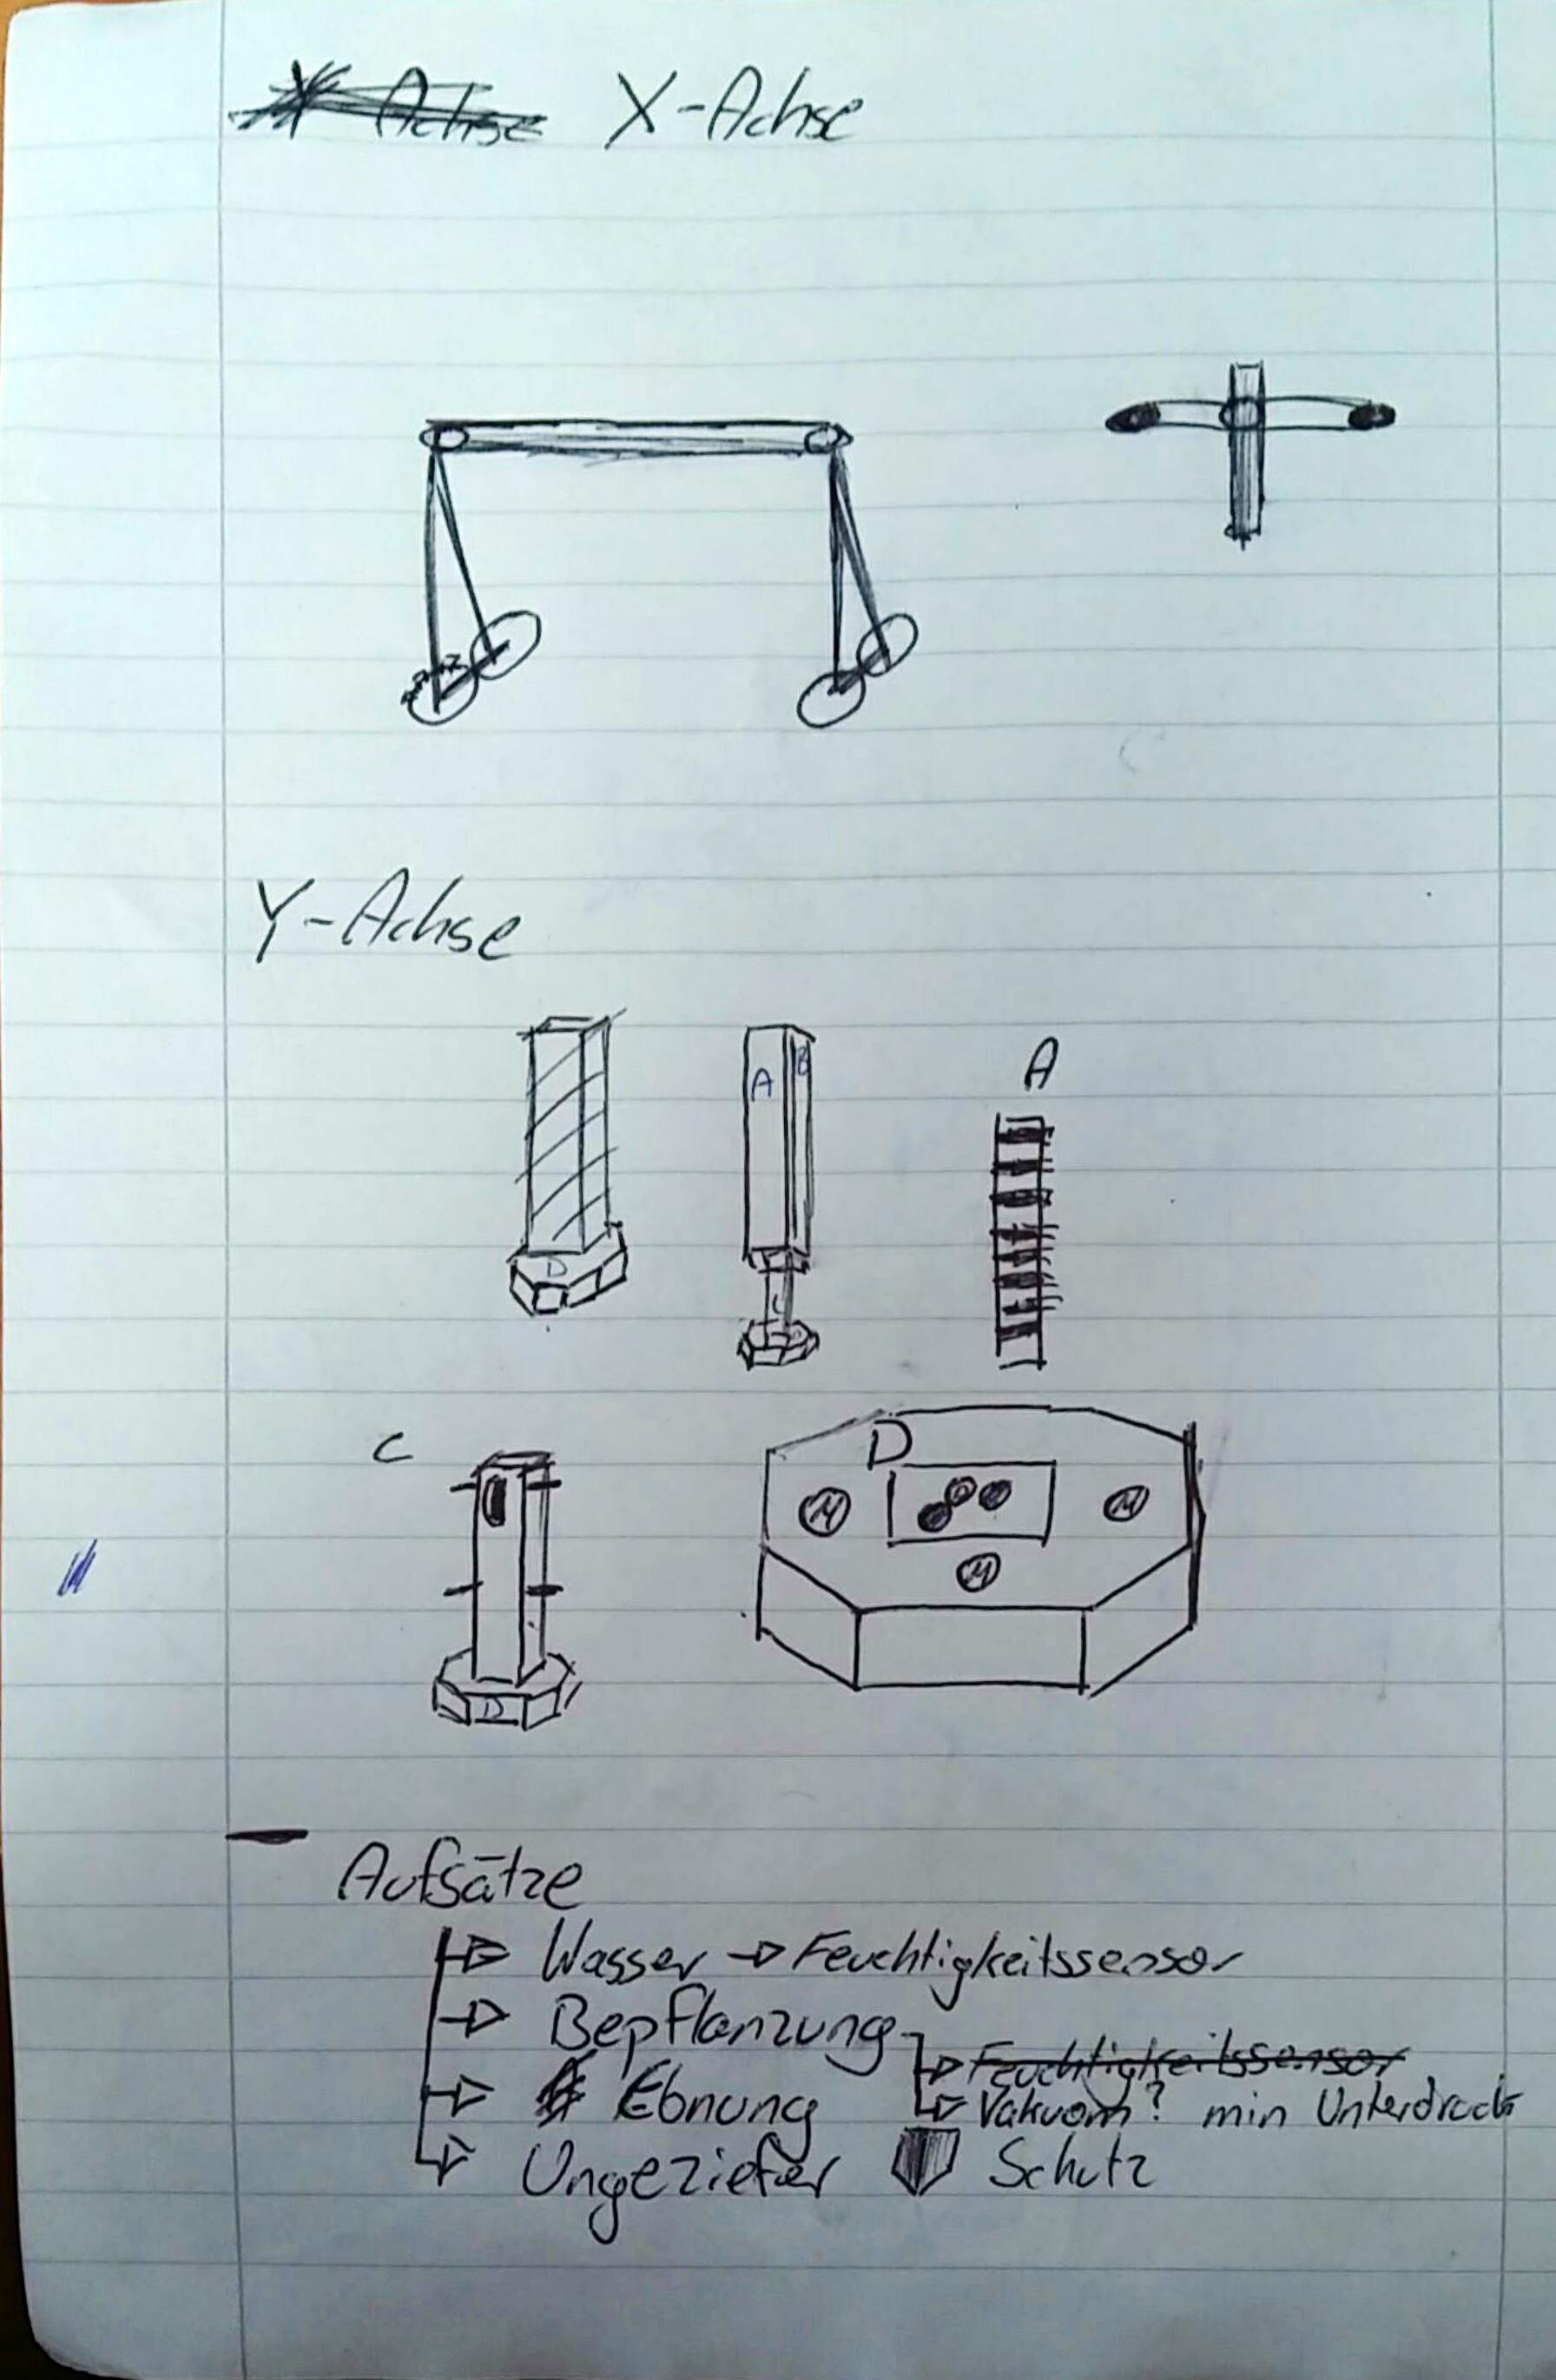 X-Achse X-Achse
Y-Achse
A B
A
D
C
D
M M
M
D
Aufsätze
Wasser → Feuchtigkeitssensor
Bepflanzung
Feuchtigkeitssensor
Ebnung
Vakuum? min Unterdruck
Ungeziefer Schutz